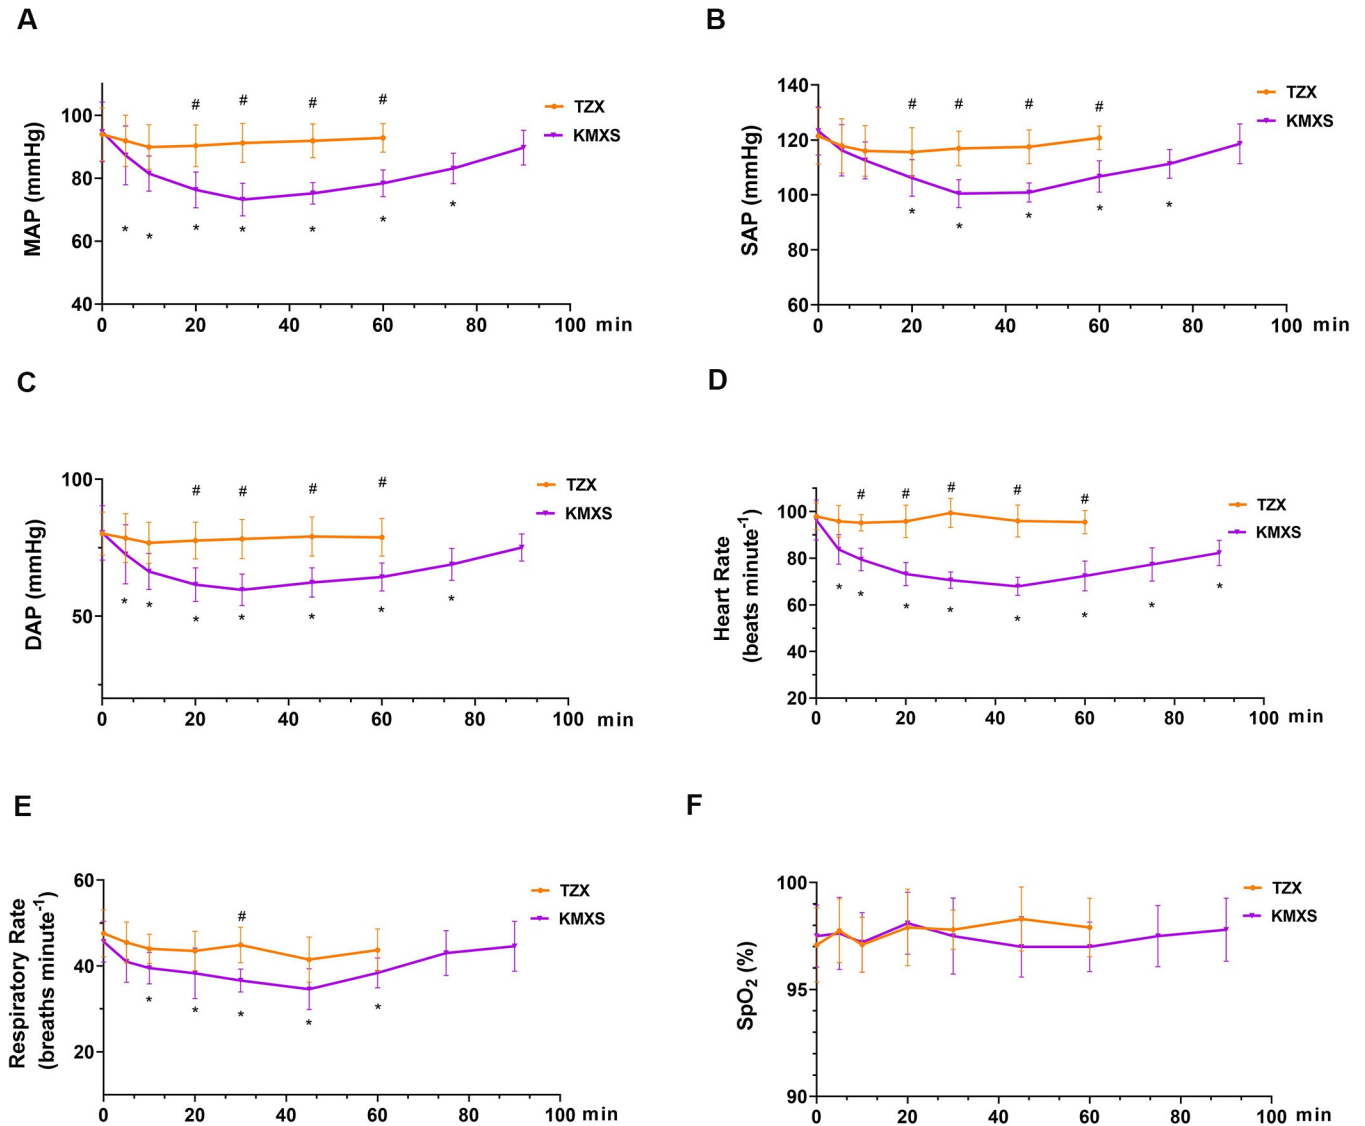 A
MAP (mmHg)
100
80
60
40
# # # #
* * * * * * * *
0 20 40 60 80 100 min
TZX
KMXS
B
SAP (mmHg)
140
120
100
80
60
# # # #
* * * * *
0 20 40 60 80 100 min
TZX
KMXS
C
DAP (mmHg)
100
50
# # # #
* * * * * * * *
0 20 40 60 80 100 min
TZX
KMXS
D
Heart Rate
(beats minute-1)
100
80
60
40
20
# # # # #
* * * * * * * *
0 20 40 60 80 100 min
TZX
KMXS
E
Respiratory Rate
(breaths minute-1)
60
40
20
#
* * * * *
0 20 40 60 80 100 min
TZX
KMXS
F
SpO2 (%)
100
95
90
0 20 40 60 80 100 min
TZX
KMXS